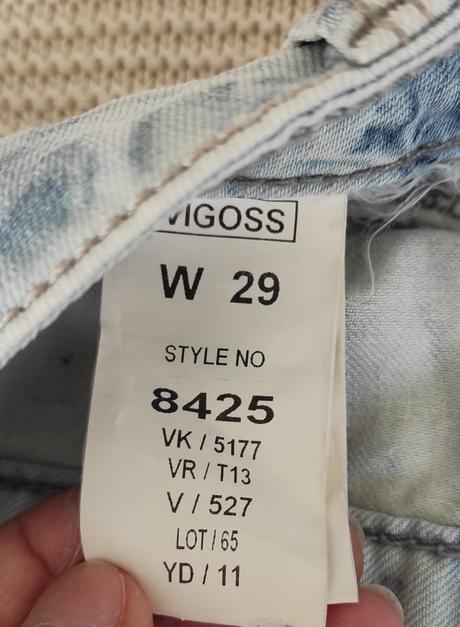 VIGOSS
W 29
STYLE NO
8425
VK / 5177
VR / T13
V / 527
LOT / 65
YD / 11